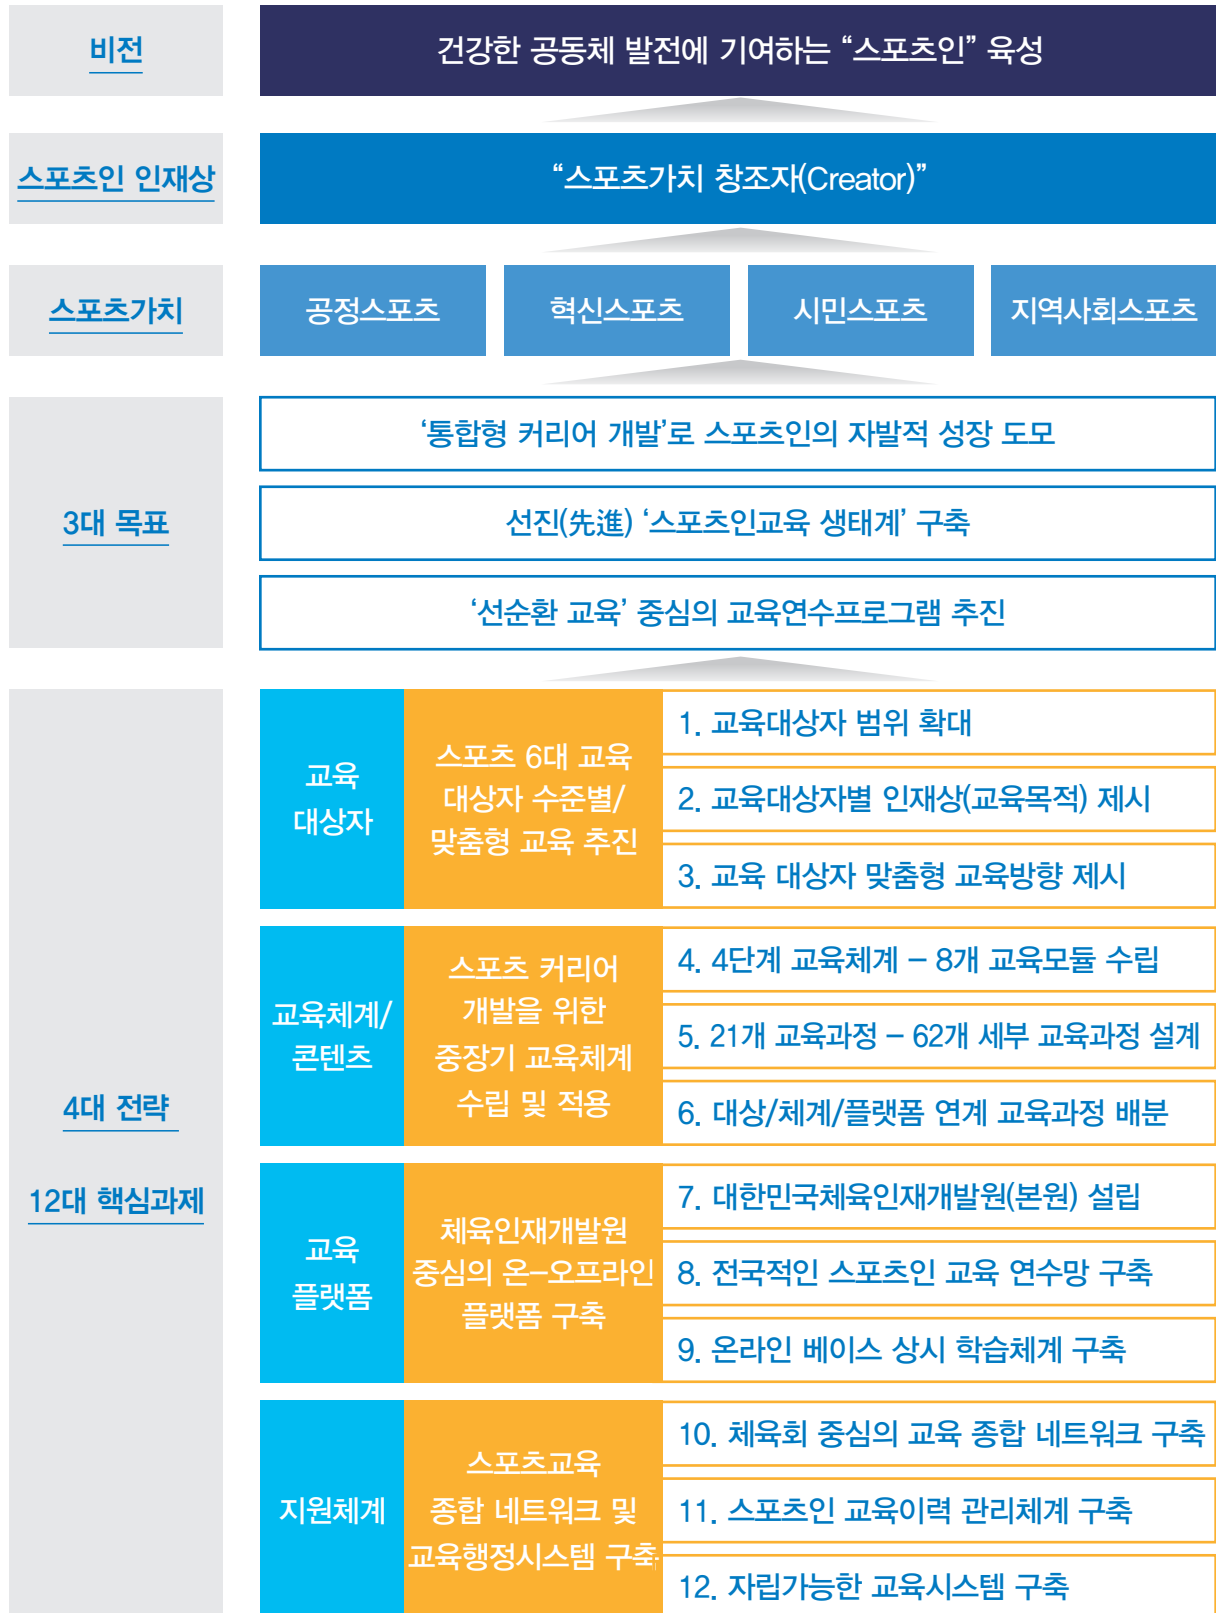 비전
건강한 공동체 발전에 기여하는 “스포츠인” 육성
스포츠인 인재상
“스포츠가치 창조자(Creator)”
스포츠가치
공정스포츠
혁신스포츠
시민스포츠
지역사회스포츠
3대 목표
‘통합형 커리어 개발’로 스포츠인의 자발적 성장 도모
선진(先進) ‘스포츠인교육 생태계’ 구축
‘선순환 교육’ 중심의 교육연수프로그램 추진
4대 전략
12대 핵심과제
교육
대상자
스포츠 6대 교육
대상자 수준별/
맞춤형 교육 추진
1. 교육대상자 범위 확대
2. 교육대상자별 인재상(교육목적) 제시
3. 교육 대상자 맞춤형 교육방향 제시
교육체계/
콘텐츠
스포츠 커리어
개발을 위한
중장기 교육체계
수립 및 적용
4. 4단계 교육체계 – 8개 교육모듈 수립
5. 21개 교육과정 – 62개 세부 교육과정 설계
6. 대상/체계/플랫폼 연계 교육과정 배분
교육
플랫폼
체육인재개발원
중심의 온-오프라인
플랫폼 구축
7. 대한민국체육인재개발원(본원) 설립
8. 전국적인 스포츠인 교육 연수망 구축
9. 온라인 베이스 상시 학습체계 구축
지원체계
스포츠교육
종합 네트워크 및
교육행정시스템 구축
10. 체육회 중심의 교육 종합 네트워크 구축
11. 스포츠인 교육이력 관리체계 구축
12. 자립가능한 교육시스템 구축